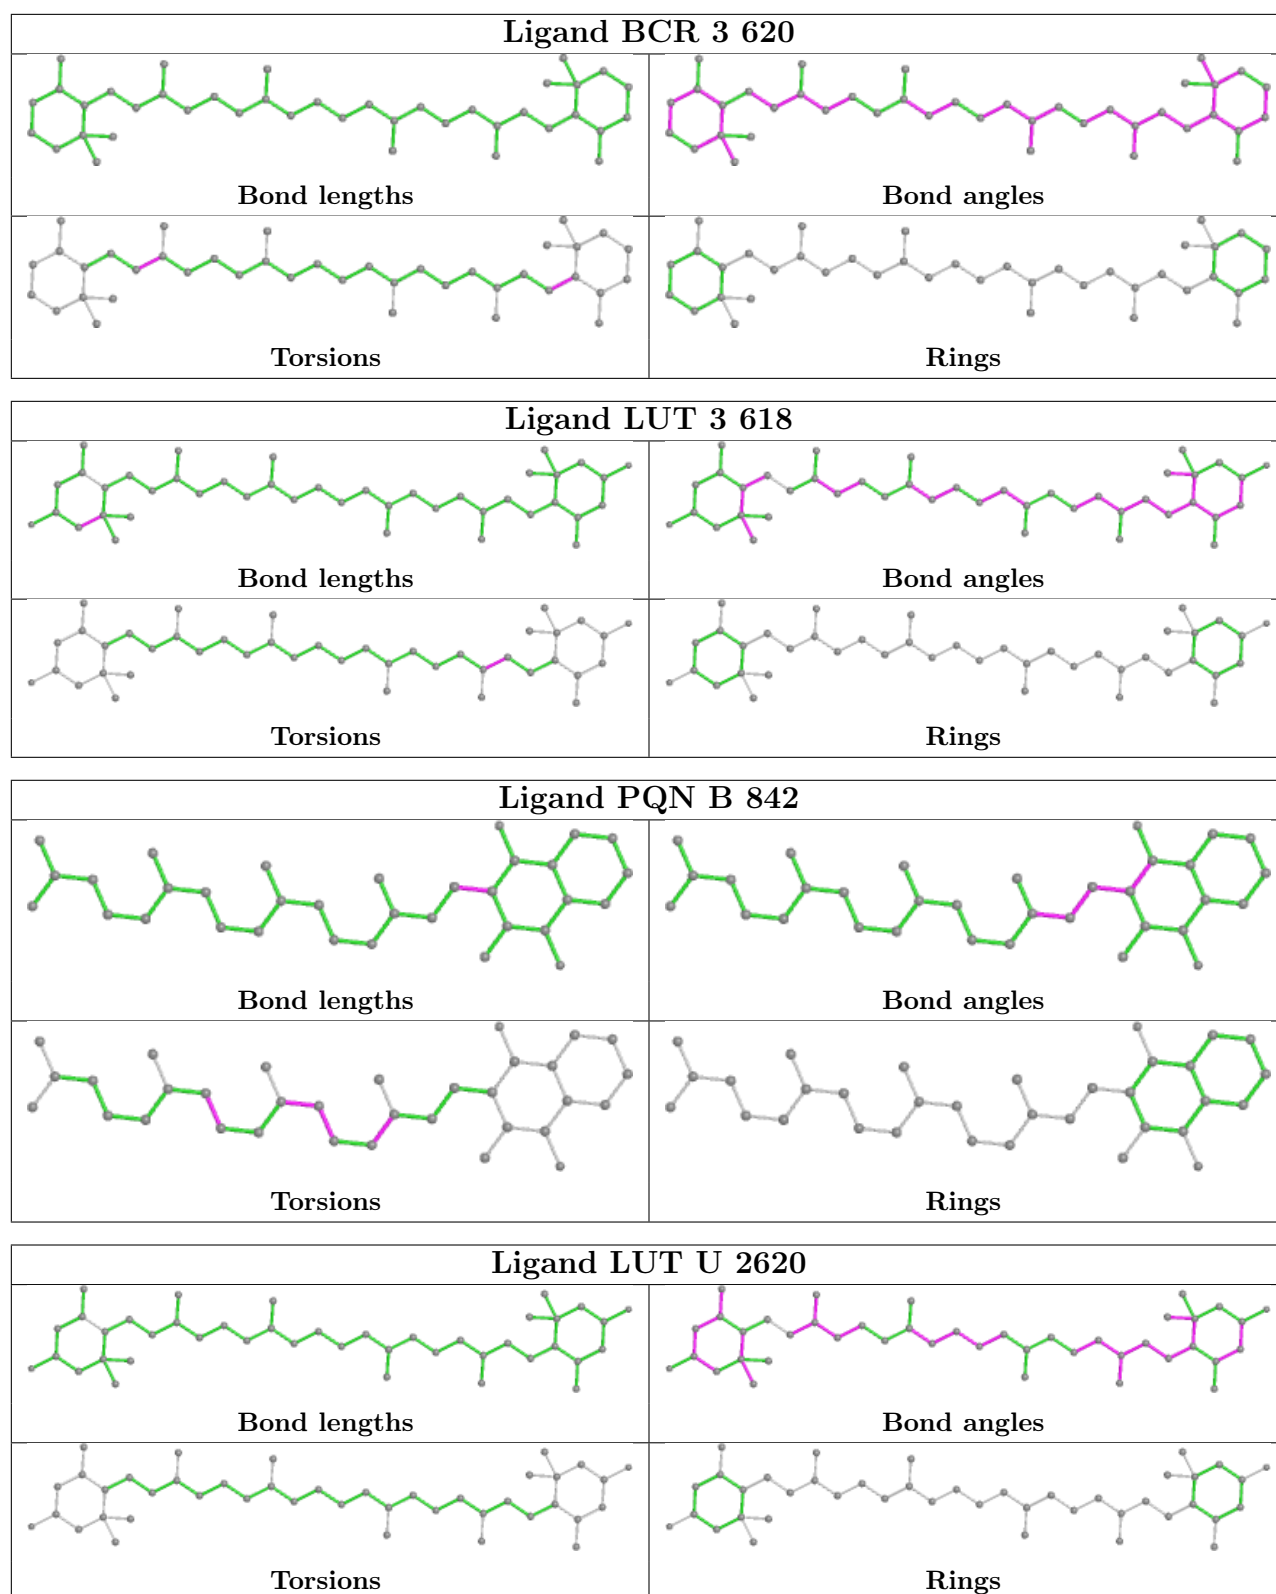 Ligand BCR 3 620
Bond lengths Bond angles
Torsions Rings
Ligand LUT 3 618
Bond lengths Bond angles
Torsions Rings
Ligand PQN B 842
Bond lengths Bond angles
Torsions Rings
Ligand LUT U 2620
Bond lengths Bond angles
Torsions Rings